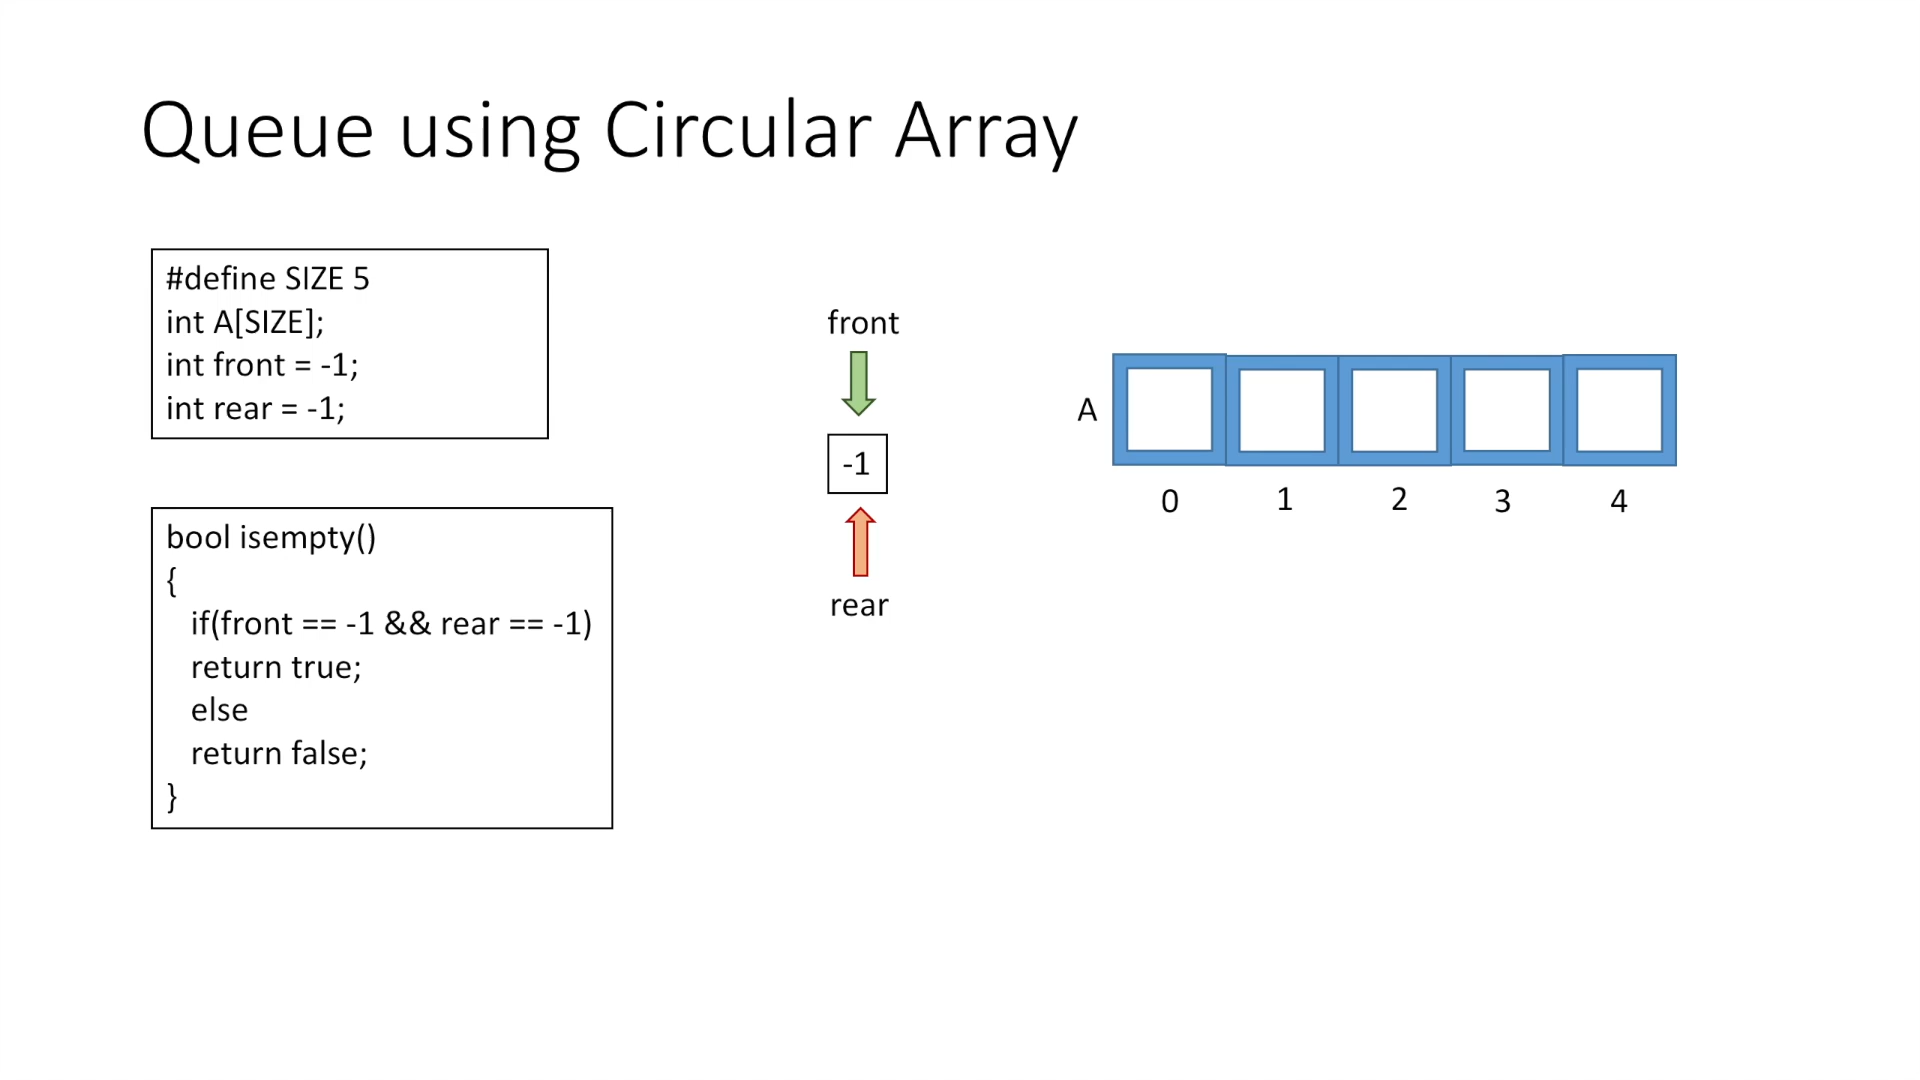 Queue using Circular Array
#define SIZE 5
int A[SIZE];
int front = -1;
int rear = -1;
bool isempty()
{
if(front == -1 && rear == -1)
return true;
else
return false;
}
front
-1
rear
A
0 1 2 3 4